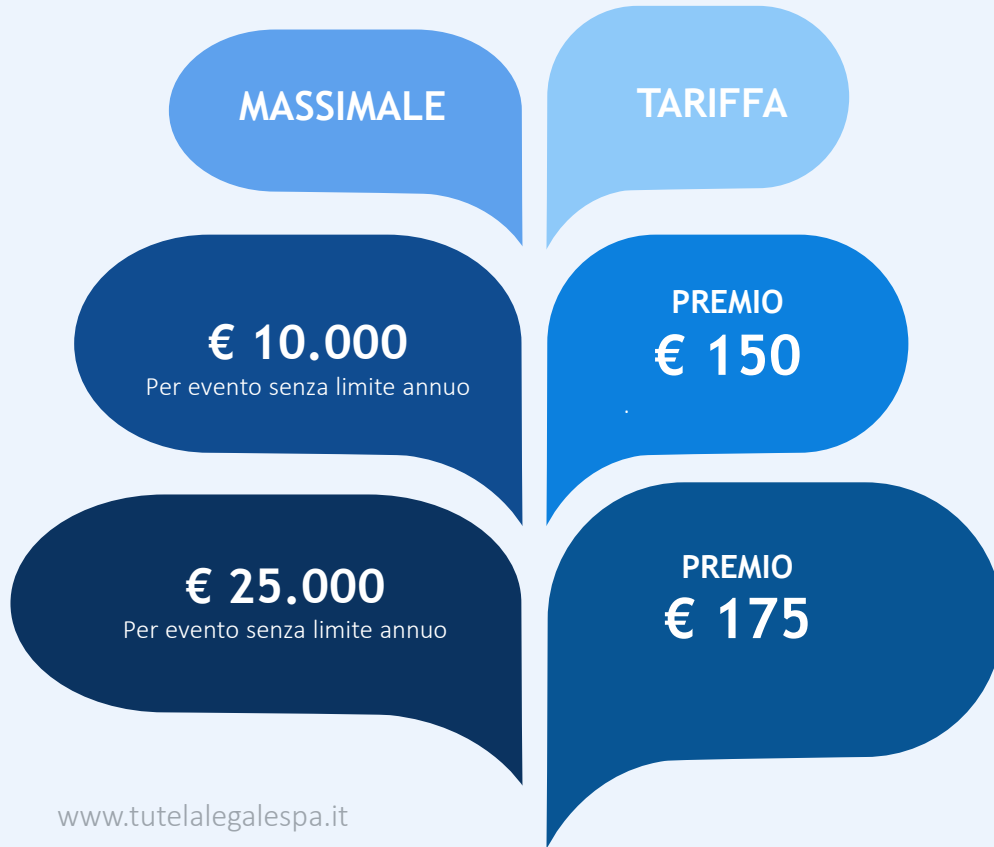 MASSIMALE
TARIFFA
€ 10.000
Per evento senza limite annuo
PREMIO
€ 150
.
€ 25.000
Per evento senza limite annuo
PREMIO
€ 175
www.tutelalegalespa.it